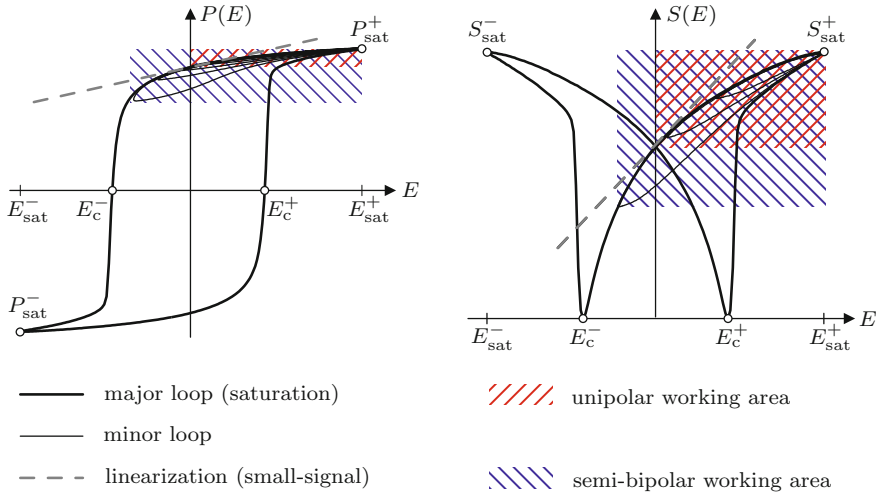 P(E)
P⁺sat
E
E⁻sat
E⁻c
E⁺c
E⁺sat
P⁻sat
S(E)
S⁻sat
S⁺sat
E
E⁻sat
E⁻c
E⁺c
E⁺sat
major loop (saturation)
minor loop
linearization (small-signal)
unipolar working area
semi-bipolar working area